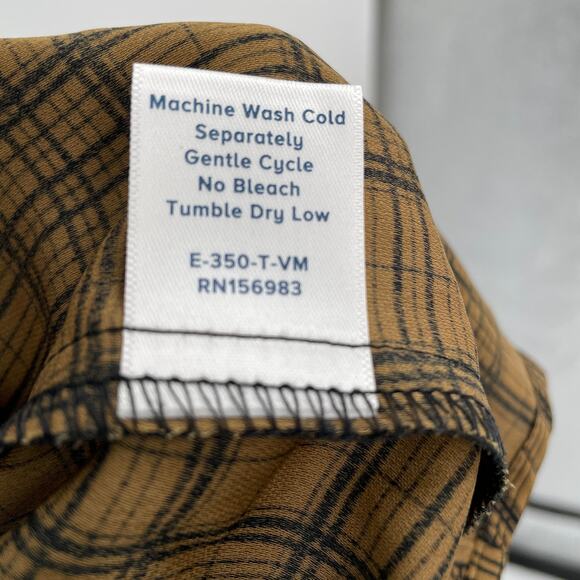 Machine Wash Cold
Separately
Gentle Cycle
No Bleach
Tumble Dry Low
E-350-T-VM
RN156983